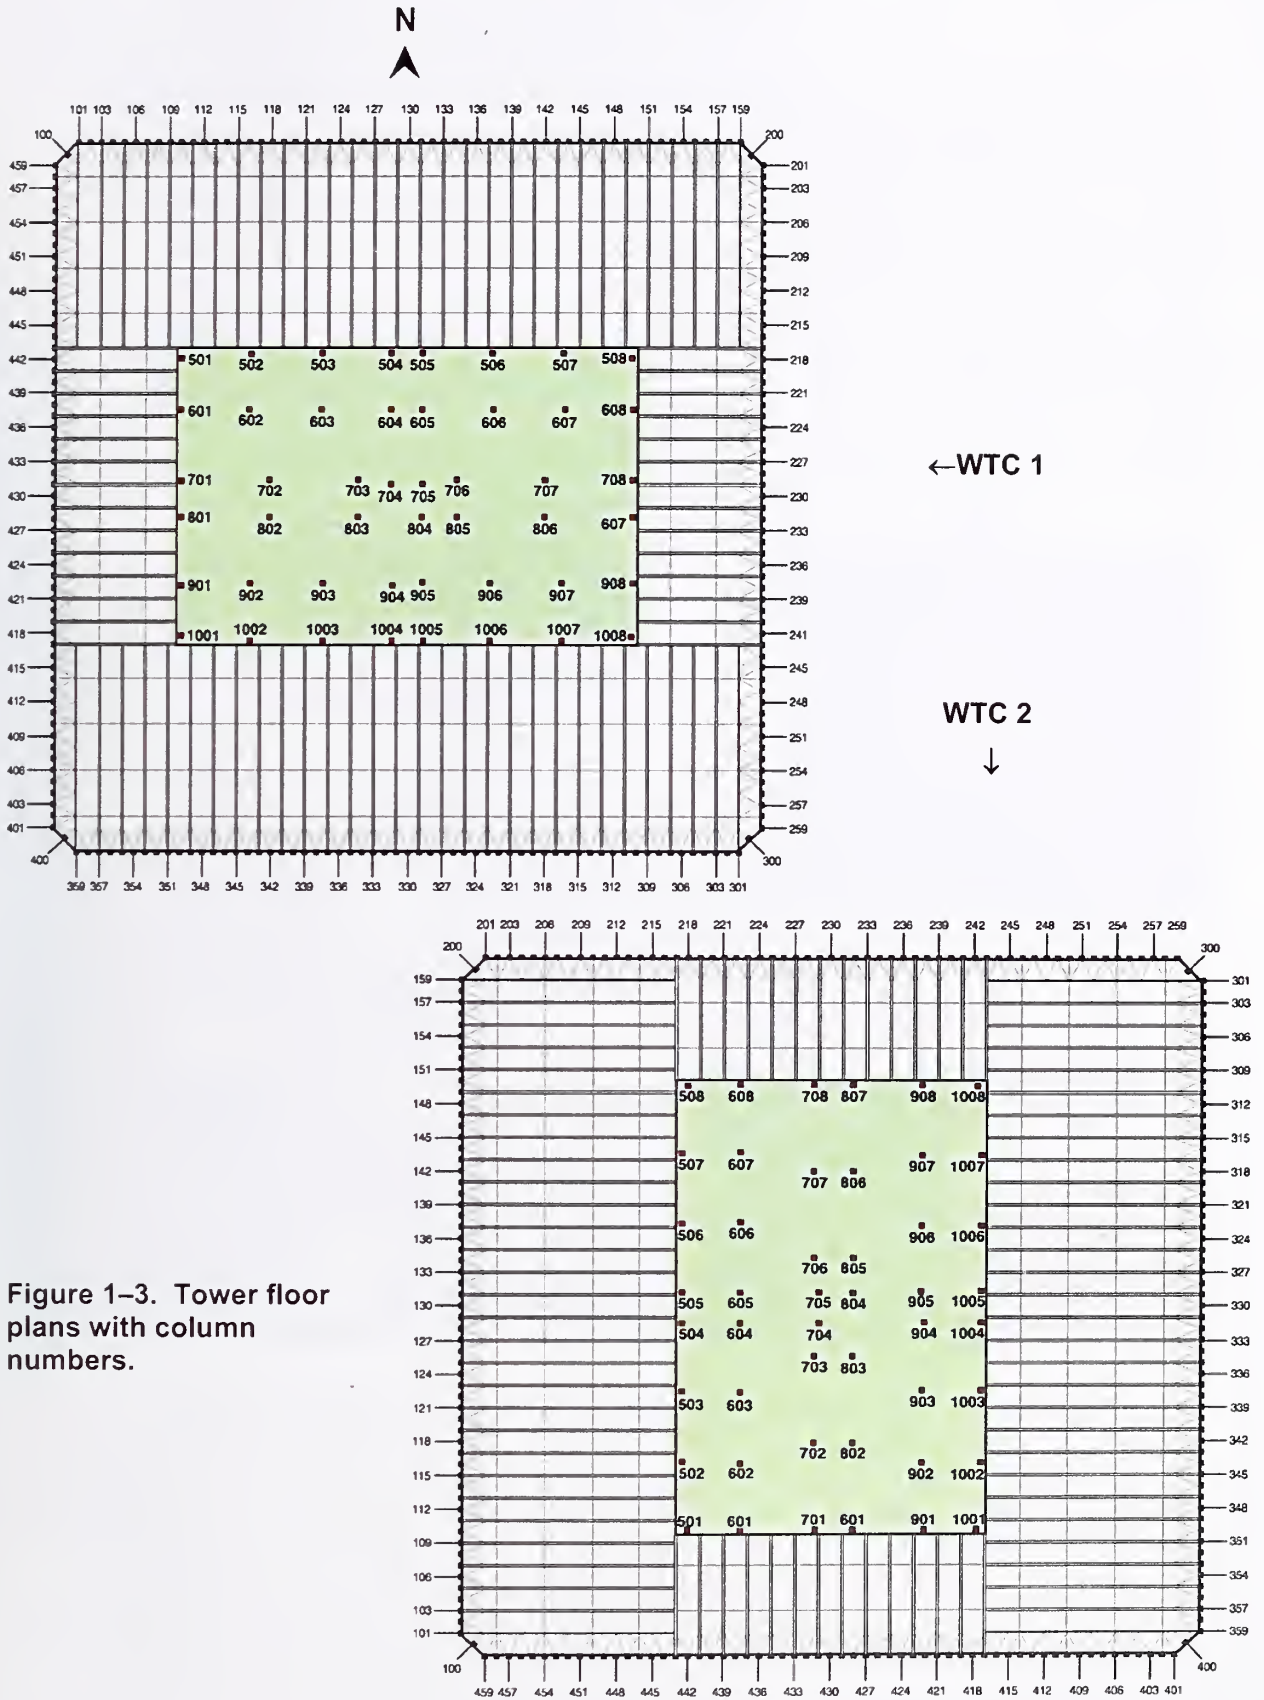 N
101 103 106 109 112 115 118 121 124 127 130 133 136 139 142 145 148 151 154 157 159
100 200
459 201
457 203
454 206
451 209
448 212
445 215
442 501 502 503 504 505 506 507 508 218
439 221
601 602 603 604 605 606 607 608
436 224
433 227
←WTC 1
701 702 703 704 705 706 707 708
430 230
801 802 803 804 805 806 607
427 233
424 236
901 902 903 904 905 906 907 908
421 239
418 1001 1002 1003 1004 1005 1006 1007 1008 241
415 245
412 248
WTC 2
409 251
↓
406 254
403 257
401 259
400 300
359 357 354 351 348 345 342 339 336 333 330 327 324 321 318 315 312 309 306 303 301
201 203 206 209 212 215 218 221 224 227 230 233 236 239 242 245 248 251 254 257 259
200 300
159 301
157 303
154 306
151 309
508 608 708 807 908 1008
148 312
145 315
507 607 907 1007
142 707 806 318
139 321
506 606 906 1006
136 324
706 805
133 327
130 505 605 705 804 905 1005 330
504 604 704 904 1004
127 333
703 803
124 336
503 603 903 1003
121 339
118 342
702 802
115 502 602 902 1002 345
112 348
501 601 701 601 901 1001
109 351
106 354
103 357
101 359
100 400
459 457 454 451 448 445 442 439 436 433 430 427 424 421 418 415 412 409 406 403 401
Figure 1–3. Tower floor
plans with column
numbers.